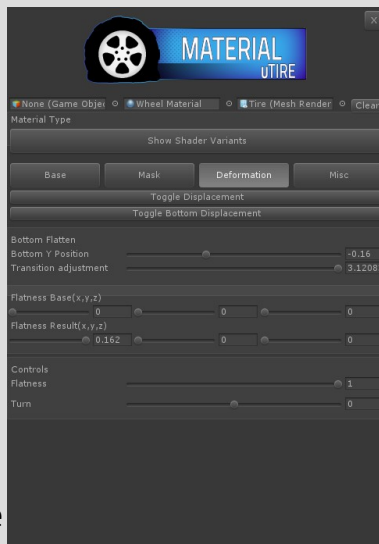 X
MATERIAL
uTIRE
None (Game Objec
Wheel Material
Tire (Mesh Render
Clear
Material Type
Show Shader Variants
Base Mask Deformation Misc
Toggle Displacement
Toggle Bottom Displacement
Bottom Flatten
Bottom Y Position -0.16
Transition adjustment 3.1208
Flatness Base(x,y,z)
0 0 0
Flatness Result(x,y,z)
0.162 0 0
Controls
Flatness 1
Turn 0
e